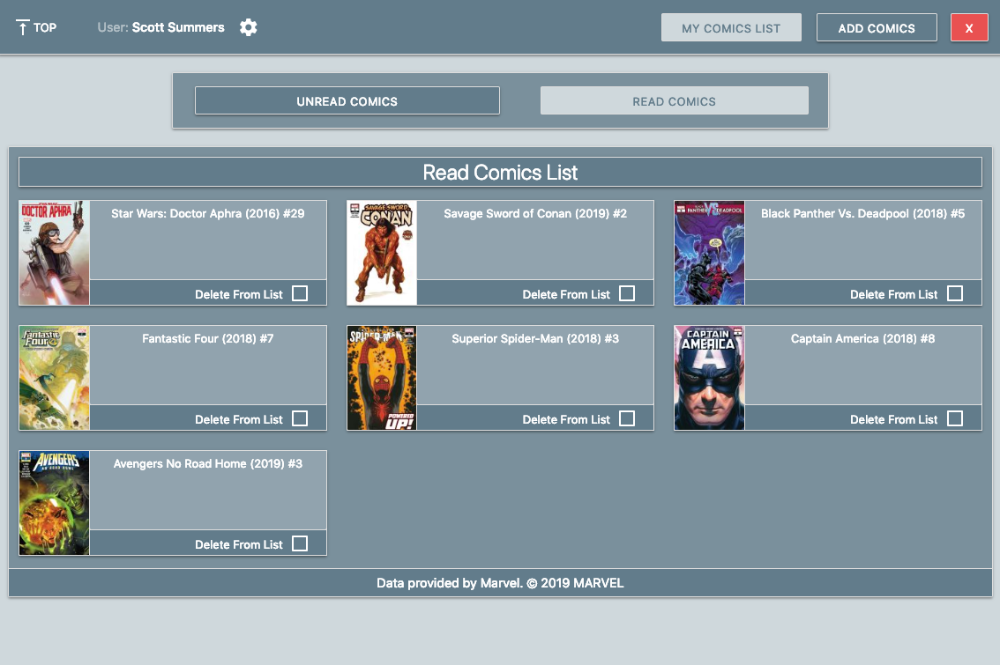 TOP
User: Scott Summers
MY COMICS LIST
ADD COMICS
X
UNREAD COMICS
READ COMICS
Read Comics List
DOCTOR APHRA
Star Wars: Doctor Aphra (2016) #29
Delete From List
SAVAGE SWORD
CONAN
Savage Sword of Conan (2019) #2
Delete From List
BLACK PANTHER VS DEADPOOL
Black Panther Vs. Deadpool (2018) #5
Delete From List
FANTASTIC FOUR
Fantastic Four (2018) #7
Delete From List
SPIDER-MAN
POWERED
UP!
Superior Spider-Man (2018) #3
Delete From List
CAPTAIN
AMERICA
A
Captain America (2018) #8
Delete From List
AVENGERS
NO ROAD HOME
Avengers No Road Home (2019) #3
Delete From List
Data provided by Marvel. © 2019 MARVEL